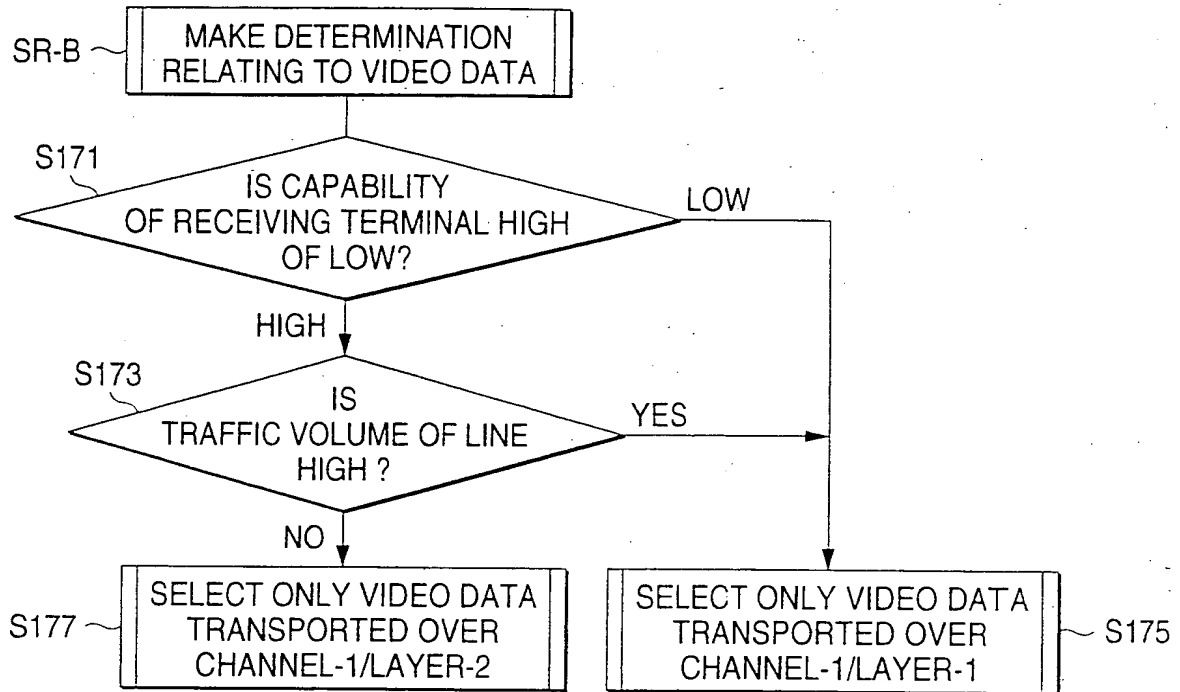 SR-B
MAKE DETERMINATION
RELATING TO VIDEO DATA
S171
IS CAPABILITY
OF RECEIVING TERMINAL HIGH
OF LOW?
LOW
HIGH
S173
IS
TRAFFIC VOLUME OF LINE
HIGH ?
YES
NO
S177
SELECT ONLY VIDEO DATA
TRANSPORTED OVER
CHANNEL-1/LAYER-2
SELECT ONLY VIDEO DATA
TRANSPORTED OVER
CHANNEL-1/LAYER-1
S175